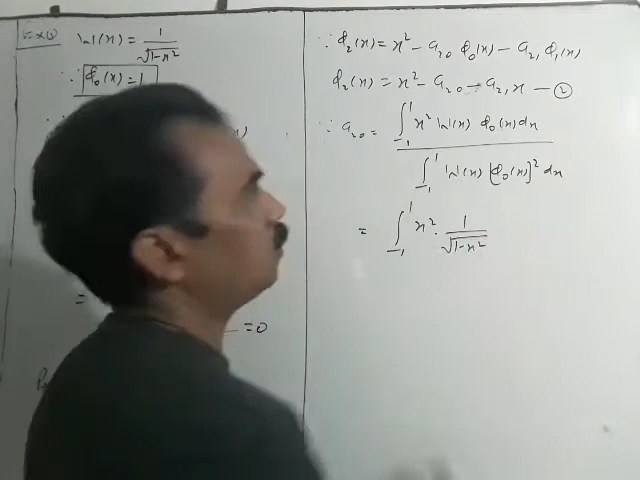 Ex①  W(x) = 1/√(1-x²)
∵ Φ₀(x) = 1
=
= 0
∵ Φ₂(x) = x² - a₂₀ Φ₀(x) - a₂₁ Φ₁(x)
Φ₂(x) = x² - a₂₀ - a₂₁ x — ②
∵ a₂₀ = ∫₋₁¹ x² W(x) Φ₀(x) dx / ∫₋₁¹ W(x) [Φ₀(x)]² dx
= ∫₋₁¹ x² · 1/√(1-x²)